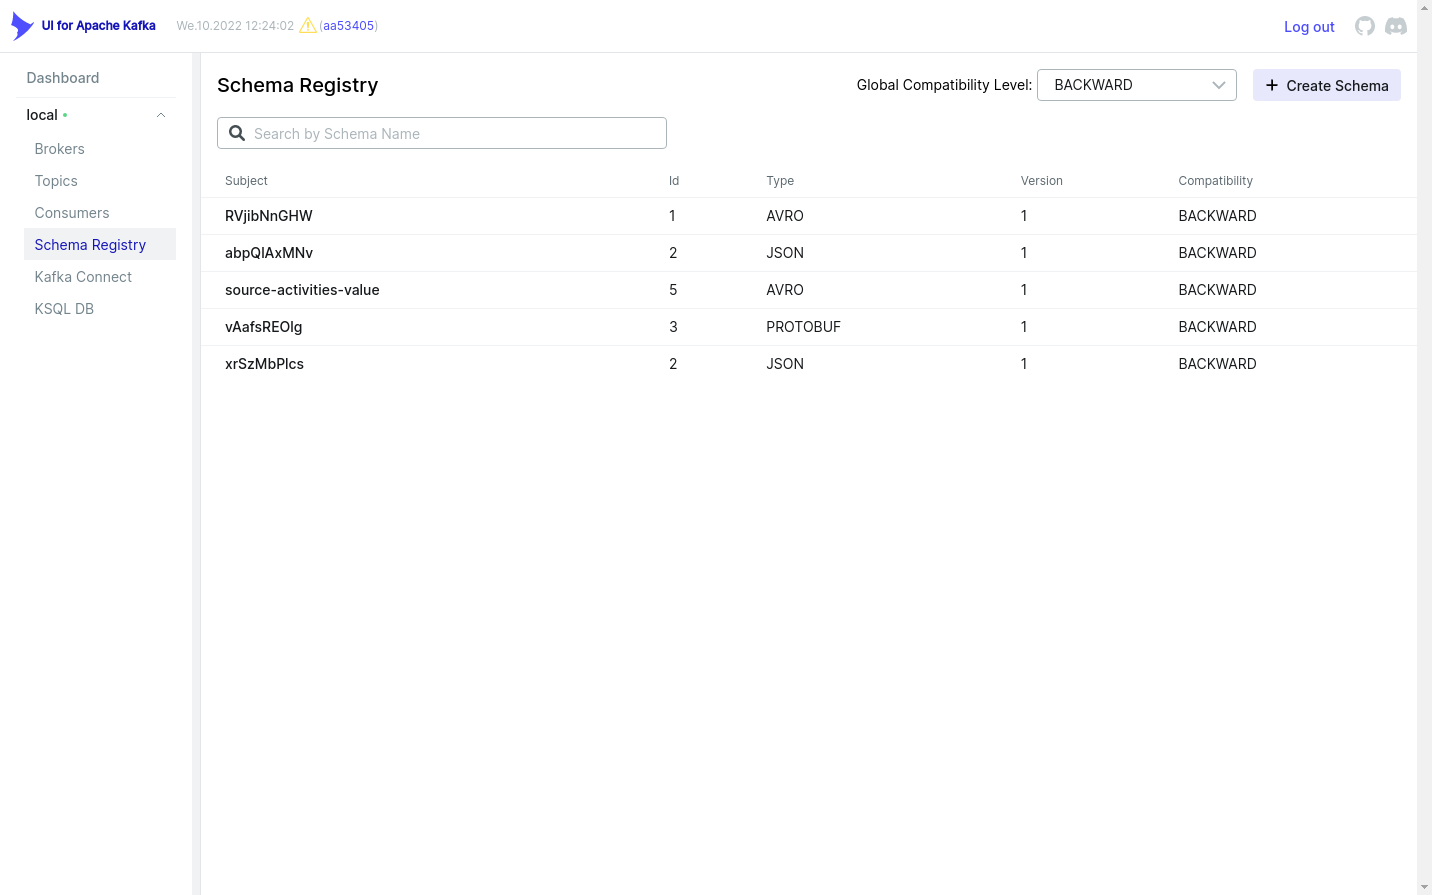 UI for Apache Kafka We.10.2022 12:24:02 (aa53405) Log out
Dashboard
local
Brokers
Topics
Consumers
Schema Registry
Kafka Connect
KSQL DB
Schema Registry Global Compatibility Level: BACKWARD Create Schema
Search by Schema Name
Subject Id Type Version Compatibility
RVjibNnGHW 1 AVRO 1 BACKWARD
abpQIAxMNv 2 JSON 1 BACKWARD
source-activities-value 5 AVRO 1 BACKWARD
vAafsREOIg 3 PROTOBUF 1 BACKWARD
xrSzMbPIcs 2 JSON 1 BACKWARD